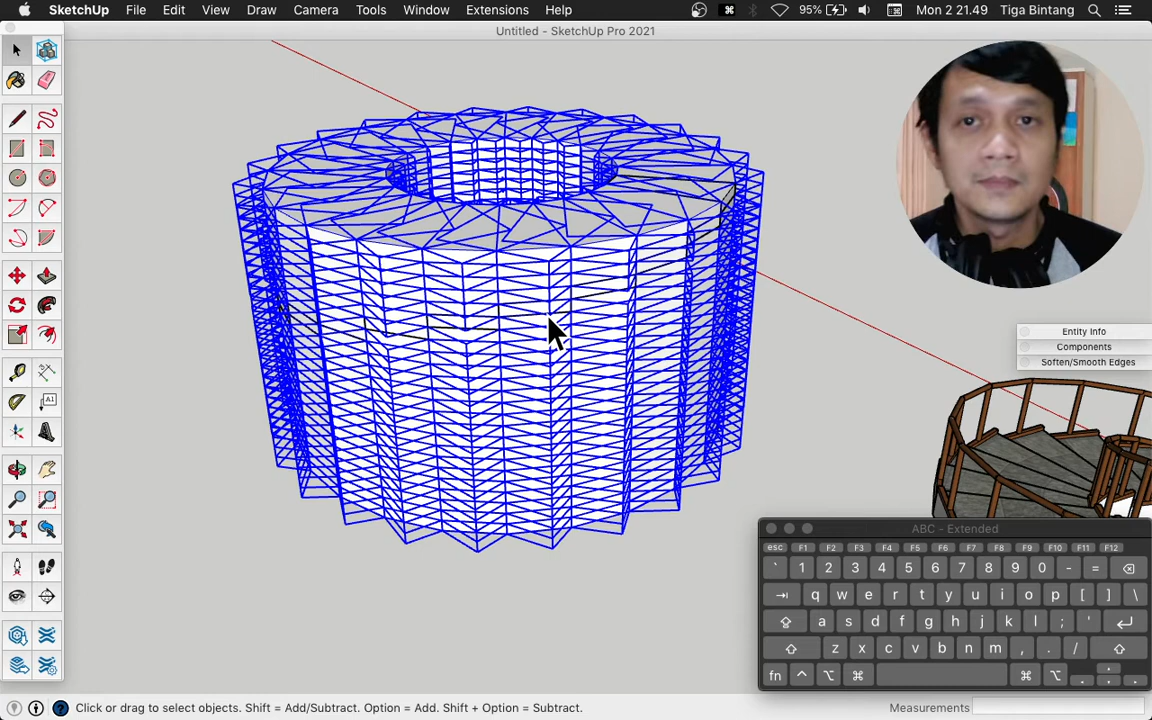 SketchUp File Edit View Draw Camera Tools Window Extensions Help 95% Mon 2 21.49 Tiga Bintang
Untitled - SketchUp Pro 2021
A1
Entity Info
Components
Soften/Smooth Edges
ABC - Extended
esc F1 F2 F3 F4 F5 F6 F7 F8 F9 F10 F11 F12
` 1 2 3 4 5 6 7 8 9 0 - =
q w e r t y u i o p [ ] \
a s d f g h j k l ; '
z x c v b n m , . /
fn ^ ⌥ ⌘ ⌘ ⌥
Click or drag to select objects. Shift = Add/Subtract. Option = Add. Shift + Option = Subtract. Measurements